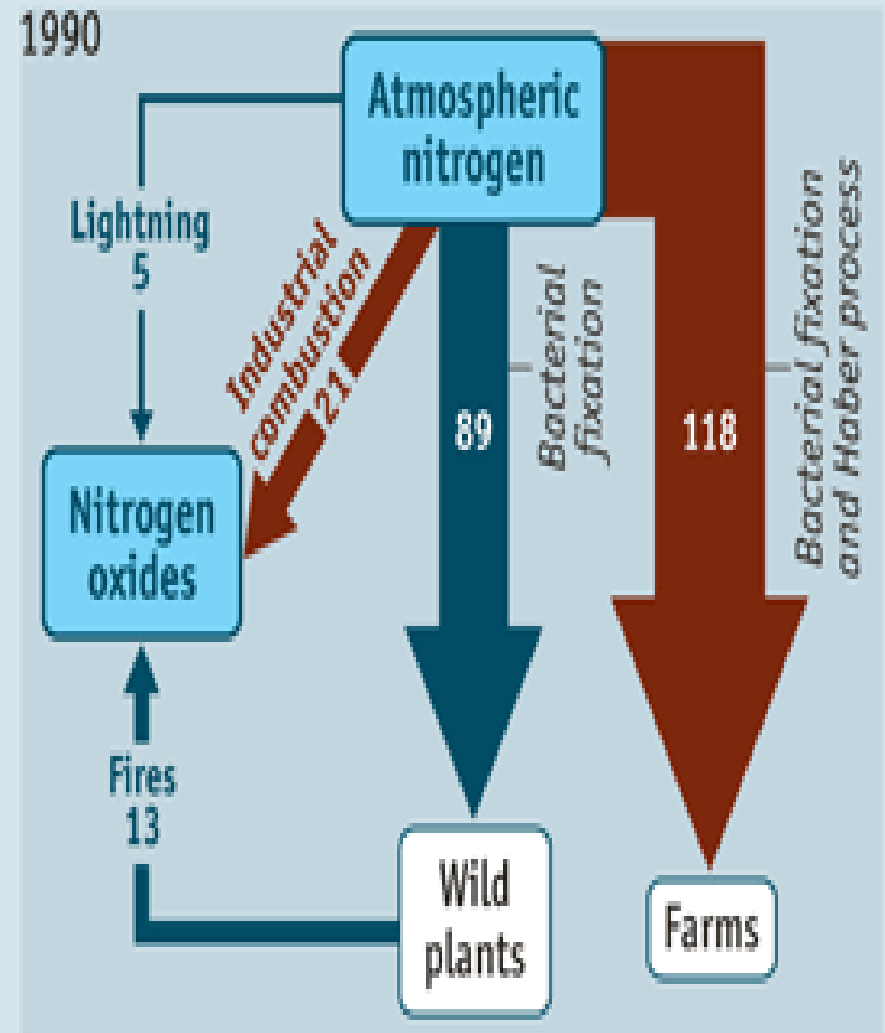 1990
Atmospheric
nitrogen
Lightning
5
Industrial
combustion
21
89
Bacterial
fixation
118
Bacterial fixation
and Haber process
Nitrogen
oxides
Fires
13
Wild
plants
Farms